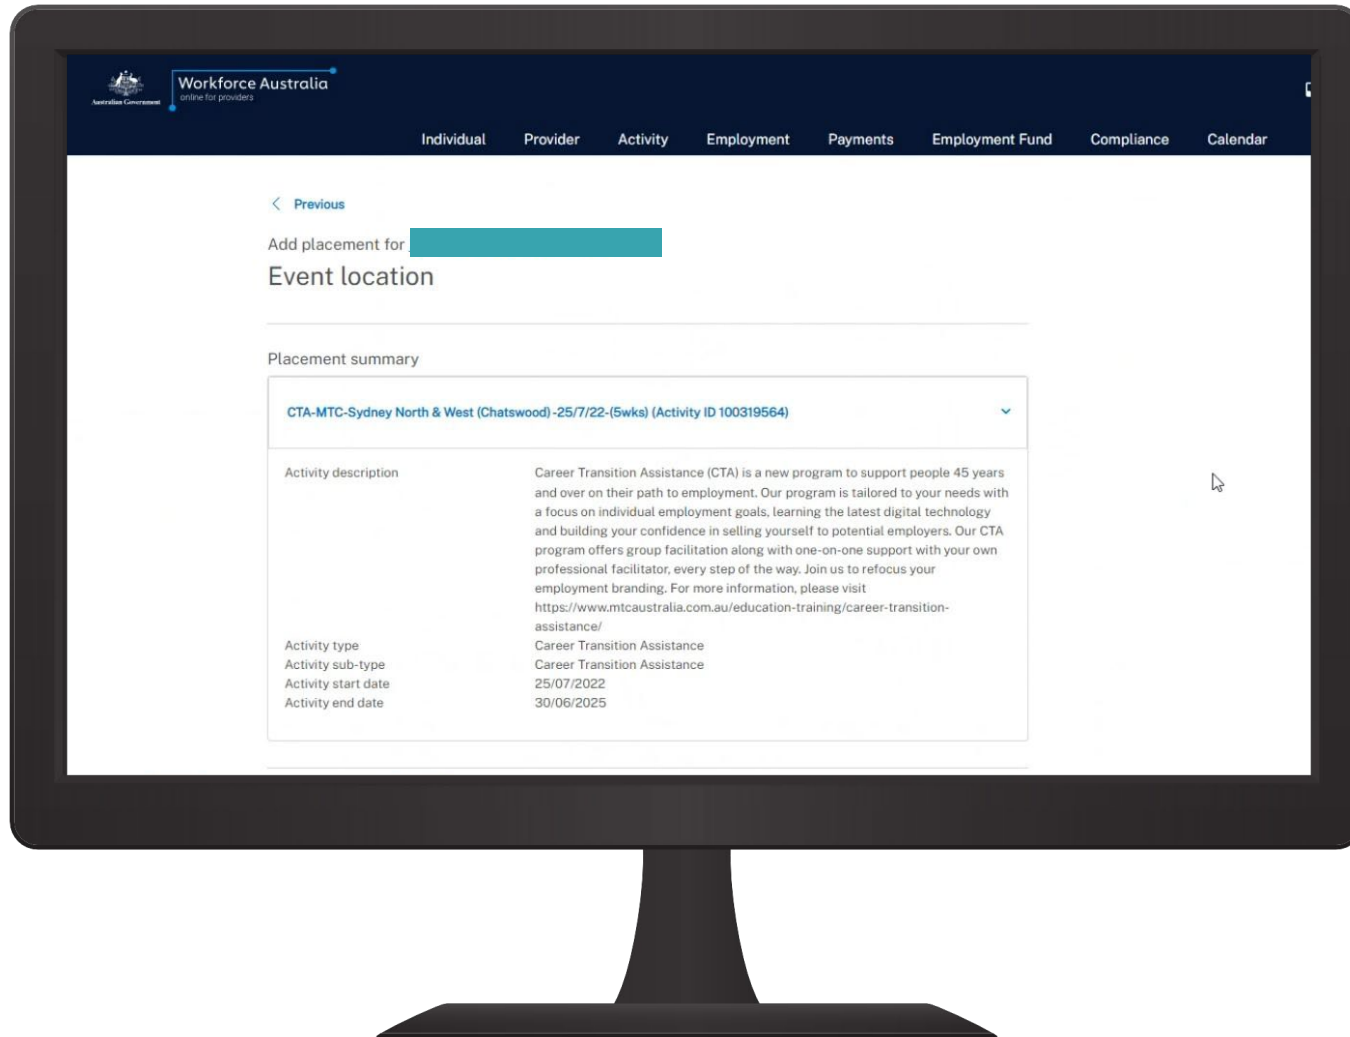 Australian Government
Workforce Australia
online for providers
Individual Provider Activity Employment Payments Employment Fund Compliance Calendar
Previous
Add placement for
Event location
Placement summary
CTA-MTC-Sydney North & West (Chatswood) -25/7/22-(5wks) (Activity ID 100319564)
Activity description Career Transition Assistance (CTA) is a new program to support people 45 years
and over on their path to employment. Our program is tailored to your needs with
a focus on individual employment goals, learning the latest digital technology
and building your confidence in selling yourself to potential employers. Our CTA
program offers group facilitation along with one-on-one support with your own
professional facilitator, every step of the way. Join us to refocus your
employment branding. For more information, please visit
https://www.mtcaustralia.com.au/education-training/career-transition-
assistance/
Activity type Career Transition Assistance
Activity sub-type Career Transition Assistance
Activity start date 25/07/2022
Activity end date 30/06/2025